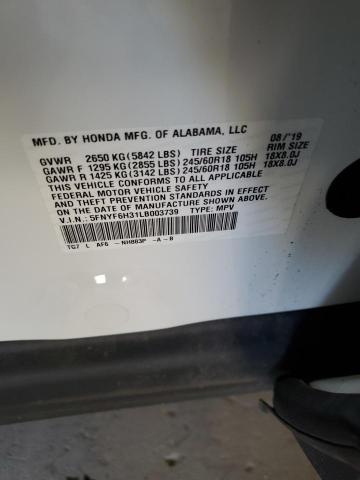 MFD. BY HONDA MFG. OF ALABAMA, LLC 08/'19
GVWR 2650 KG(5842 LBS) TIRE SIZE RIM SIZE
GAWR F 1295 KG(2855 LBS) 245/60R18 105H 18X8.0J
GAWR R 1425 KG(3142 LBS) 245/60R18 105H 18X8.0J
THIS VEHICLE CONFORMS TO ALL APPLICABLE
FEDERAL MOTOR VEHICLE SAFETY AND
THEFT PREVENTION STANDARDS IN EFFECT
ON THE DATE OF MANUFACTURE SHOWN ABOVE.
V.I.N.: 5FNYF6H31LB003739 TYPE: MPV
TG7 L AF6 -NH883P -A-B